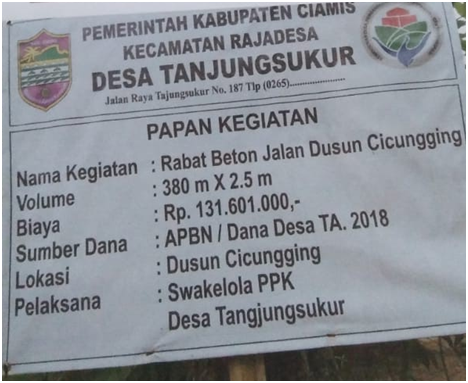 PEMERINTAH KABUPATEN CIAMIS
KECAMATAN RAJADESA
DESA TANJUNGSUKUR
Jalan Raya Tajungsukur No. 187 Tlp (0265)....................
PAPAN KEGIATAN
Nama Kegiatan : Rabat Beton Jalan Dusun Cicungging
Volume : 380 m X 2.5 m
Biaya : Rp. 131.601.000,-
Sumber Dana : APBN / Dana Desa TA. 2018
Lokasi : Dusun Cicungging
Pelaksana : Swakelola PPK
Desa Tangjungsukur